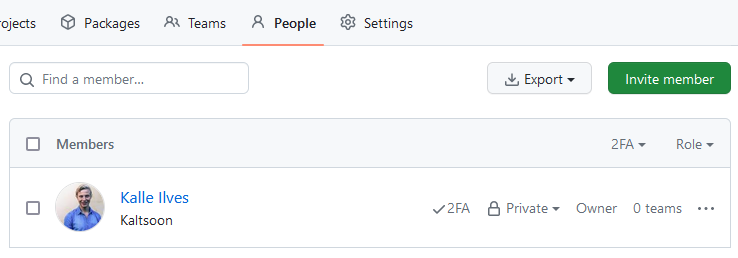 ojects Packages Teams People Settings
Find a member... Export Invite member
Members 2FA Role
Kalle Ilves
Kaltsoon 2FA Private Owner 0 teams